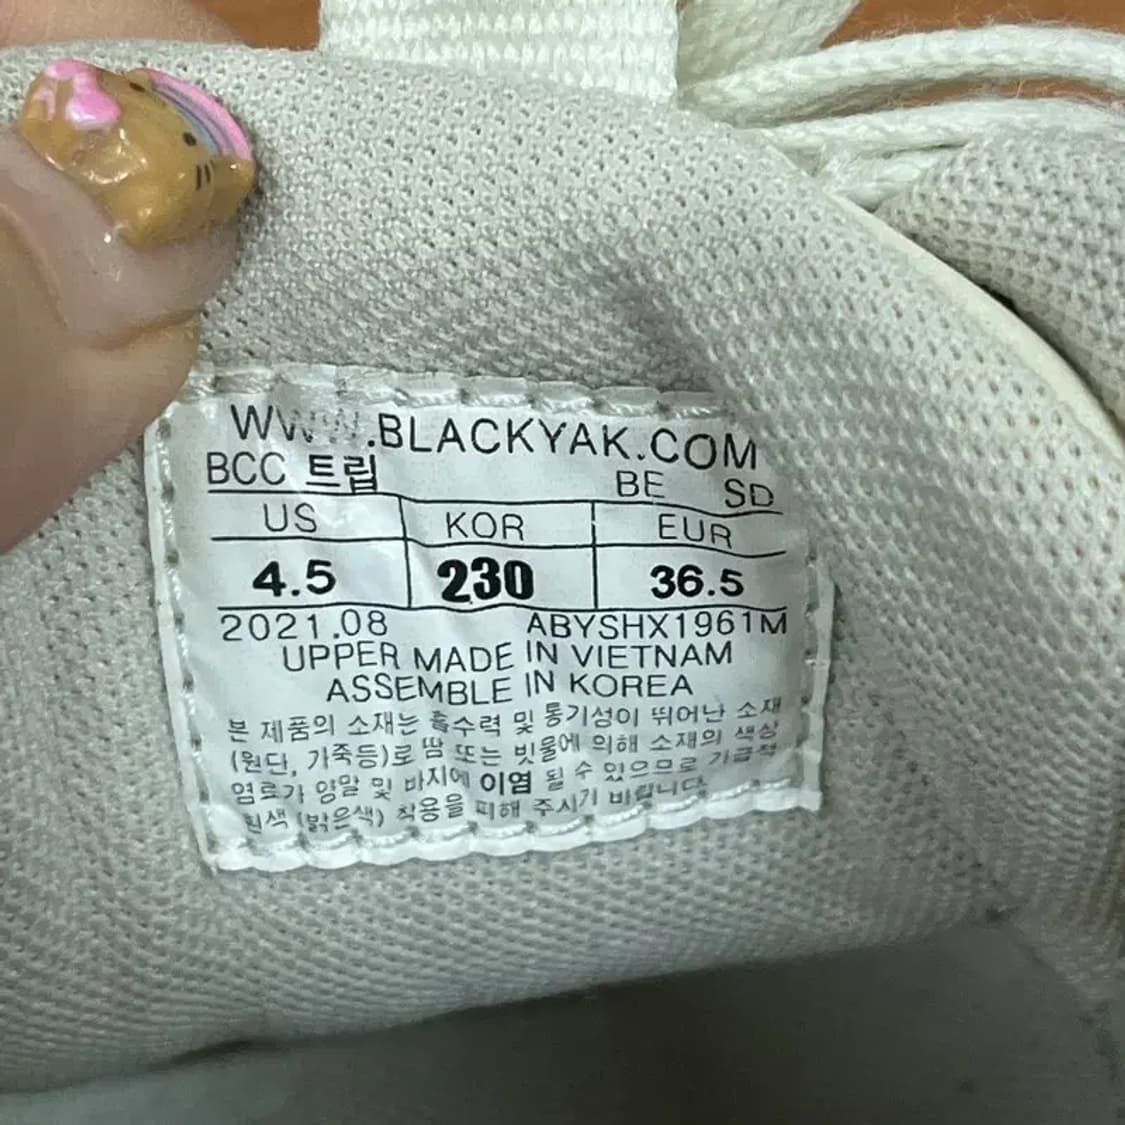 WWW.BLACKYAK.COM
BCC 트립 BE SD
US KOR EUR
4.5 230 36.5
2021.08 ABYSHX1961M
UPPER MADE IN VIETNAM
ASSEMBLE IN KOREA
본 제품의 소재는 흡수력 및 통기성이 뛰어난 소재
(원단, 가죽등)로 땀 또는 빗물에 의해 소재의 색상
염료가 양말 및 바지에 이염 될 수 있으므로 가급적
흰색 (밝은색) 착용을 피해 주시기 바랍니다